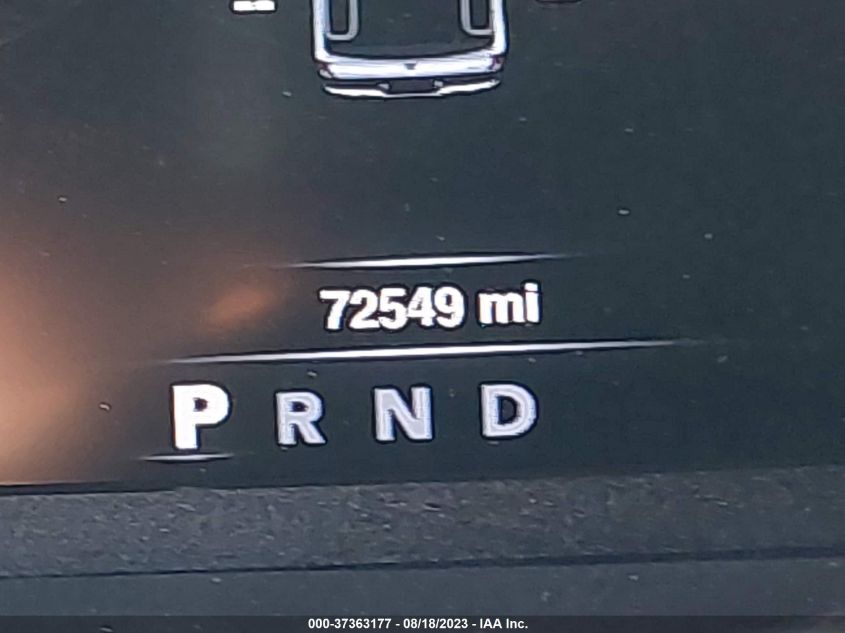 72549 mi
P R N D
000-37363177 - 08/18/2023 - IAA Inc.